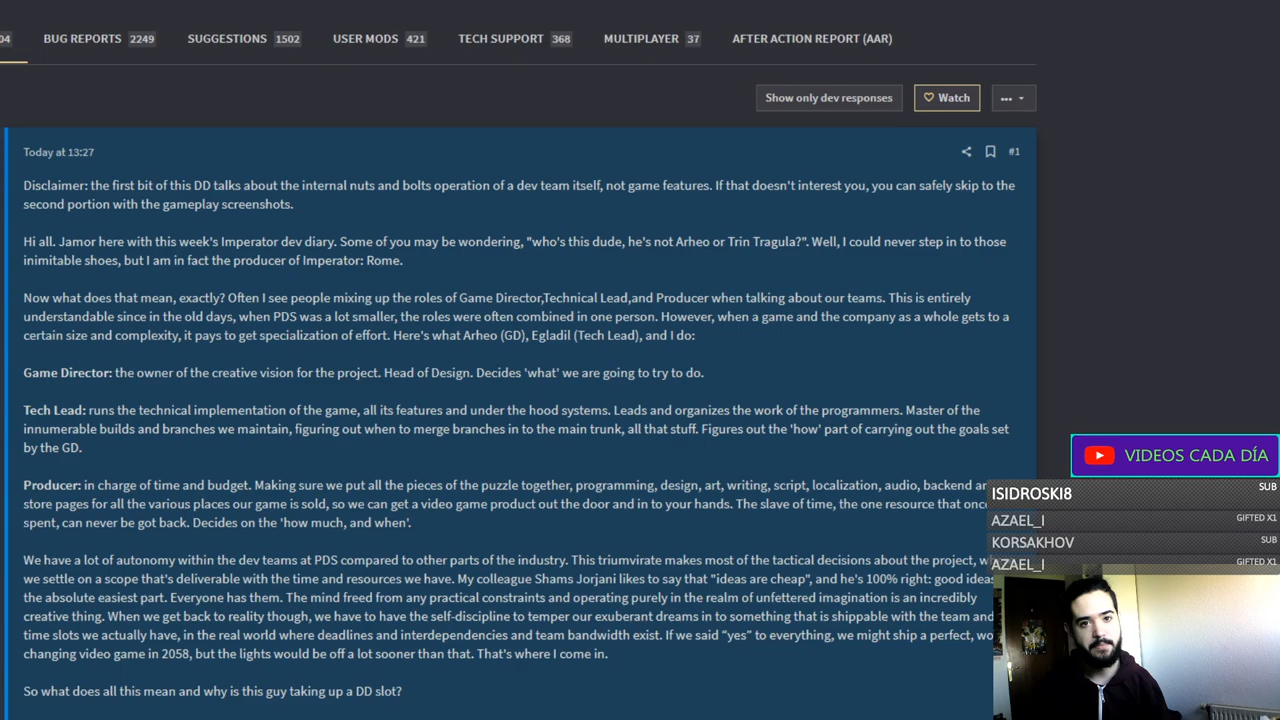 04 BUG REPORTS 2249 SUGGESTIONS 1502 USER MODS 421 TECH SUPPORT 368 MULTIPLAYER 37 AFTER ACTION REPORT (AAR)
Show only dev responses Watch •••
Today at 13:27 #1
Disclaimer: the first bit of this DD talks about the internal nuts and bolts operation of a dev team itself, not game features. If that doesn't interest you, you can safely skip to the
second portion with the gameplay screenshots.
Hi all. Jamor here with this week's Imperator dev diary. Some of you may be wondering, "who's this dude, he's not Arheo or Trin Tragula?". Well, I could never step in to those
inimitable shoes, but I am in fact the producer of Imperator: Rome.
Now what does that mean, exactly? Often I see people mixing up the roles of Game Director,Technical Lead,and Producer when talking about our teams. This is entirely
understandable since in the old days, when PDS was a lot smaller, the roles were often combined in one person. However, when a game and the company as a whole gets to a
certain size and complexity, it pays to get specialization of effort. Here's what Arheo (GD), Egladil (Tech Lead), and I do:
Game Director: the owner of the creative vision for the project. Head of Design. Decides 'what' we are going to try to do.
Tech Lead: runs the technical implementation of the game, all its features and under the hood systems. Leads and organizes the work of the programmers. Master of the
innumerable builds and branches we maintain, figuring out when to merge branches in to the main trunk, all that stuff. Figures out the 'how' part of carrying out the goals set
by the GD.
Producer: in charge of time and budget. Making sure we put all the pieces of the puzzle together, programming, design, art, writing, script, localization, audio, backend
store pages for all the various places our game is sold, so we can get a video game product out the door and in to your hands. The slave of time, the one resource that once
spent, can never be got back. Decides on the 'how much, and when'.
We have a lot of autonomy within the dev teams at PDS compared to other parts of the industry. This triumvirate makes most of the tactical decisions about the project,
we settle on a scope that's deliverable with the time and resources we have. My colleague Shams Jorjani likes to say that "ideas are cheap", and he's 100% right: good ideas
the absolute easiest part. Everyone has them. The mind freed from any practical constraints and operating purely in the realm of unfettered imagination is an incredibly
creative thing. When we get back to reality though, we have to have the self-discipline to temper our exuberant dreams in to something that is shippable with the team and
time slots we actually have, in the real world where deadlines and interdependencies and team bandwidth exist. If we said "yes" to everything, we might ship a perfect,
changing video game in 2058, but the lights would be off a lot sooner than that. That's where I come in.
So what does all this mean and why is this guy taking up a DD slot?
VIDEOS CADA DÍA
ISIDROSKI8 SUB
AZAEL_I GIFTED X1
KORSAKHOV SUB
AZAEL_I GIFTED X1